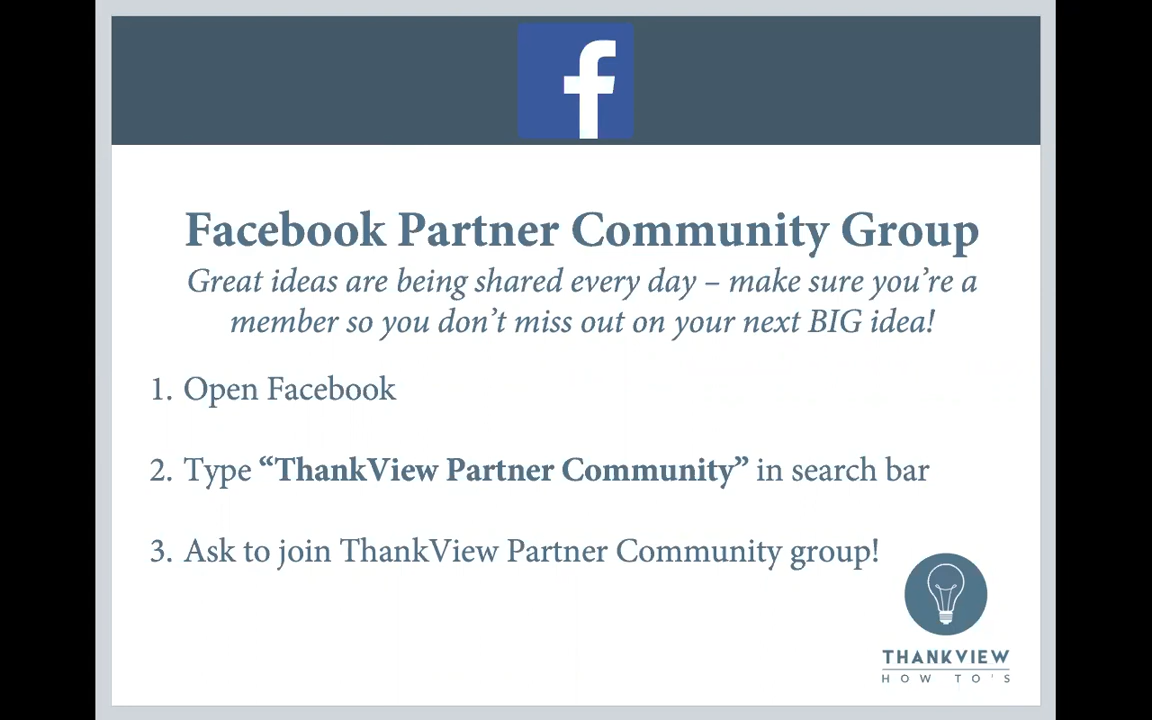 f
Facebook Partner Community Group
Great ideas are being shared every day – make sure you're a
member so you don't miss out on your next BIG idea!
1. Open Facebook
2. Type “ThankView Partner Community” in search bar
3. Ask to join ThankView Partner Community group!
THANKVIEW
HOW TO'S